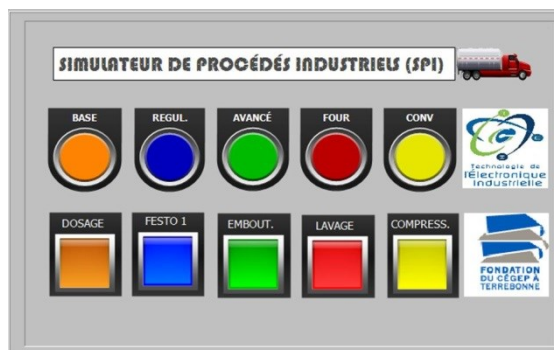 SIMULATEUR DE PROCÉDÉS INDUSTRIELS (SPI)
BASE REGUL. AVANCÉ FOUR CONV
Technologie de
l'Électronique
Industrielle
DOSAGE FESTO 1 EMBOUT. LAVAGE COMPRESS.
FONDATION
DU CÉGEP À
TERREBONNE